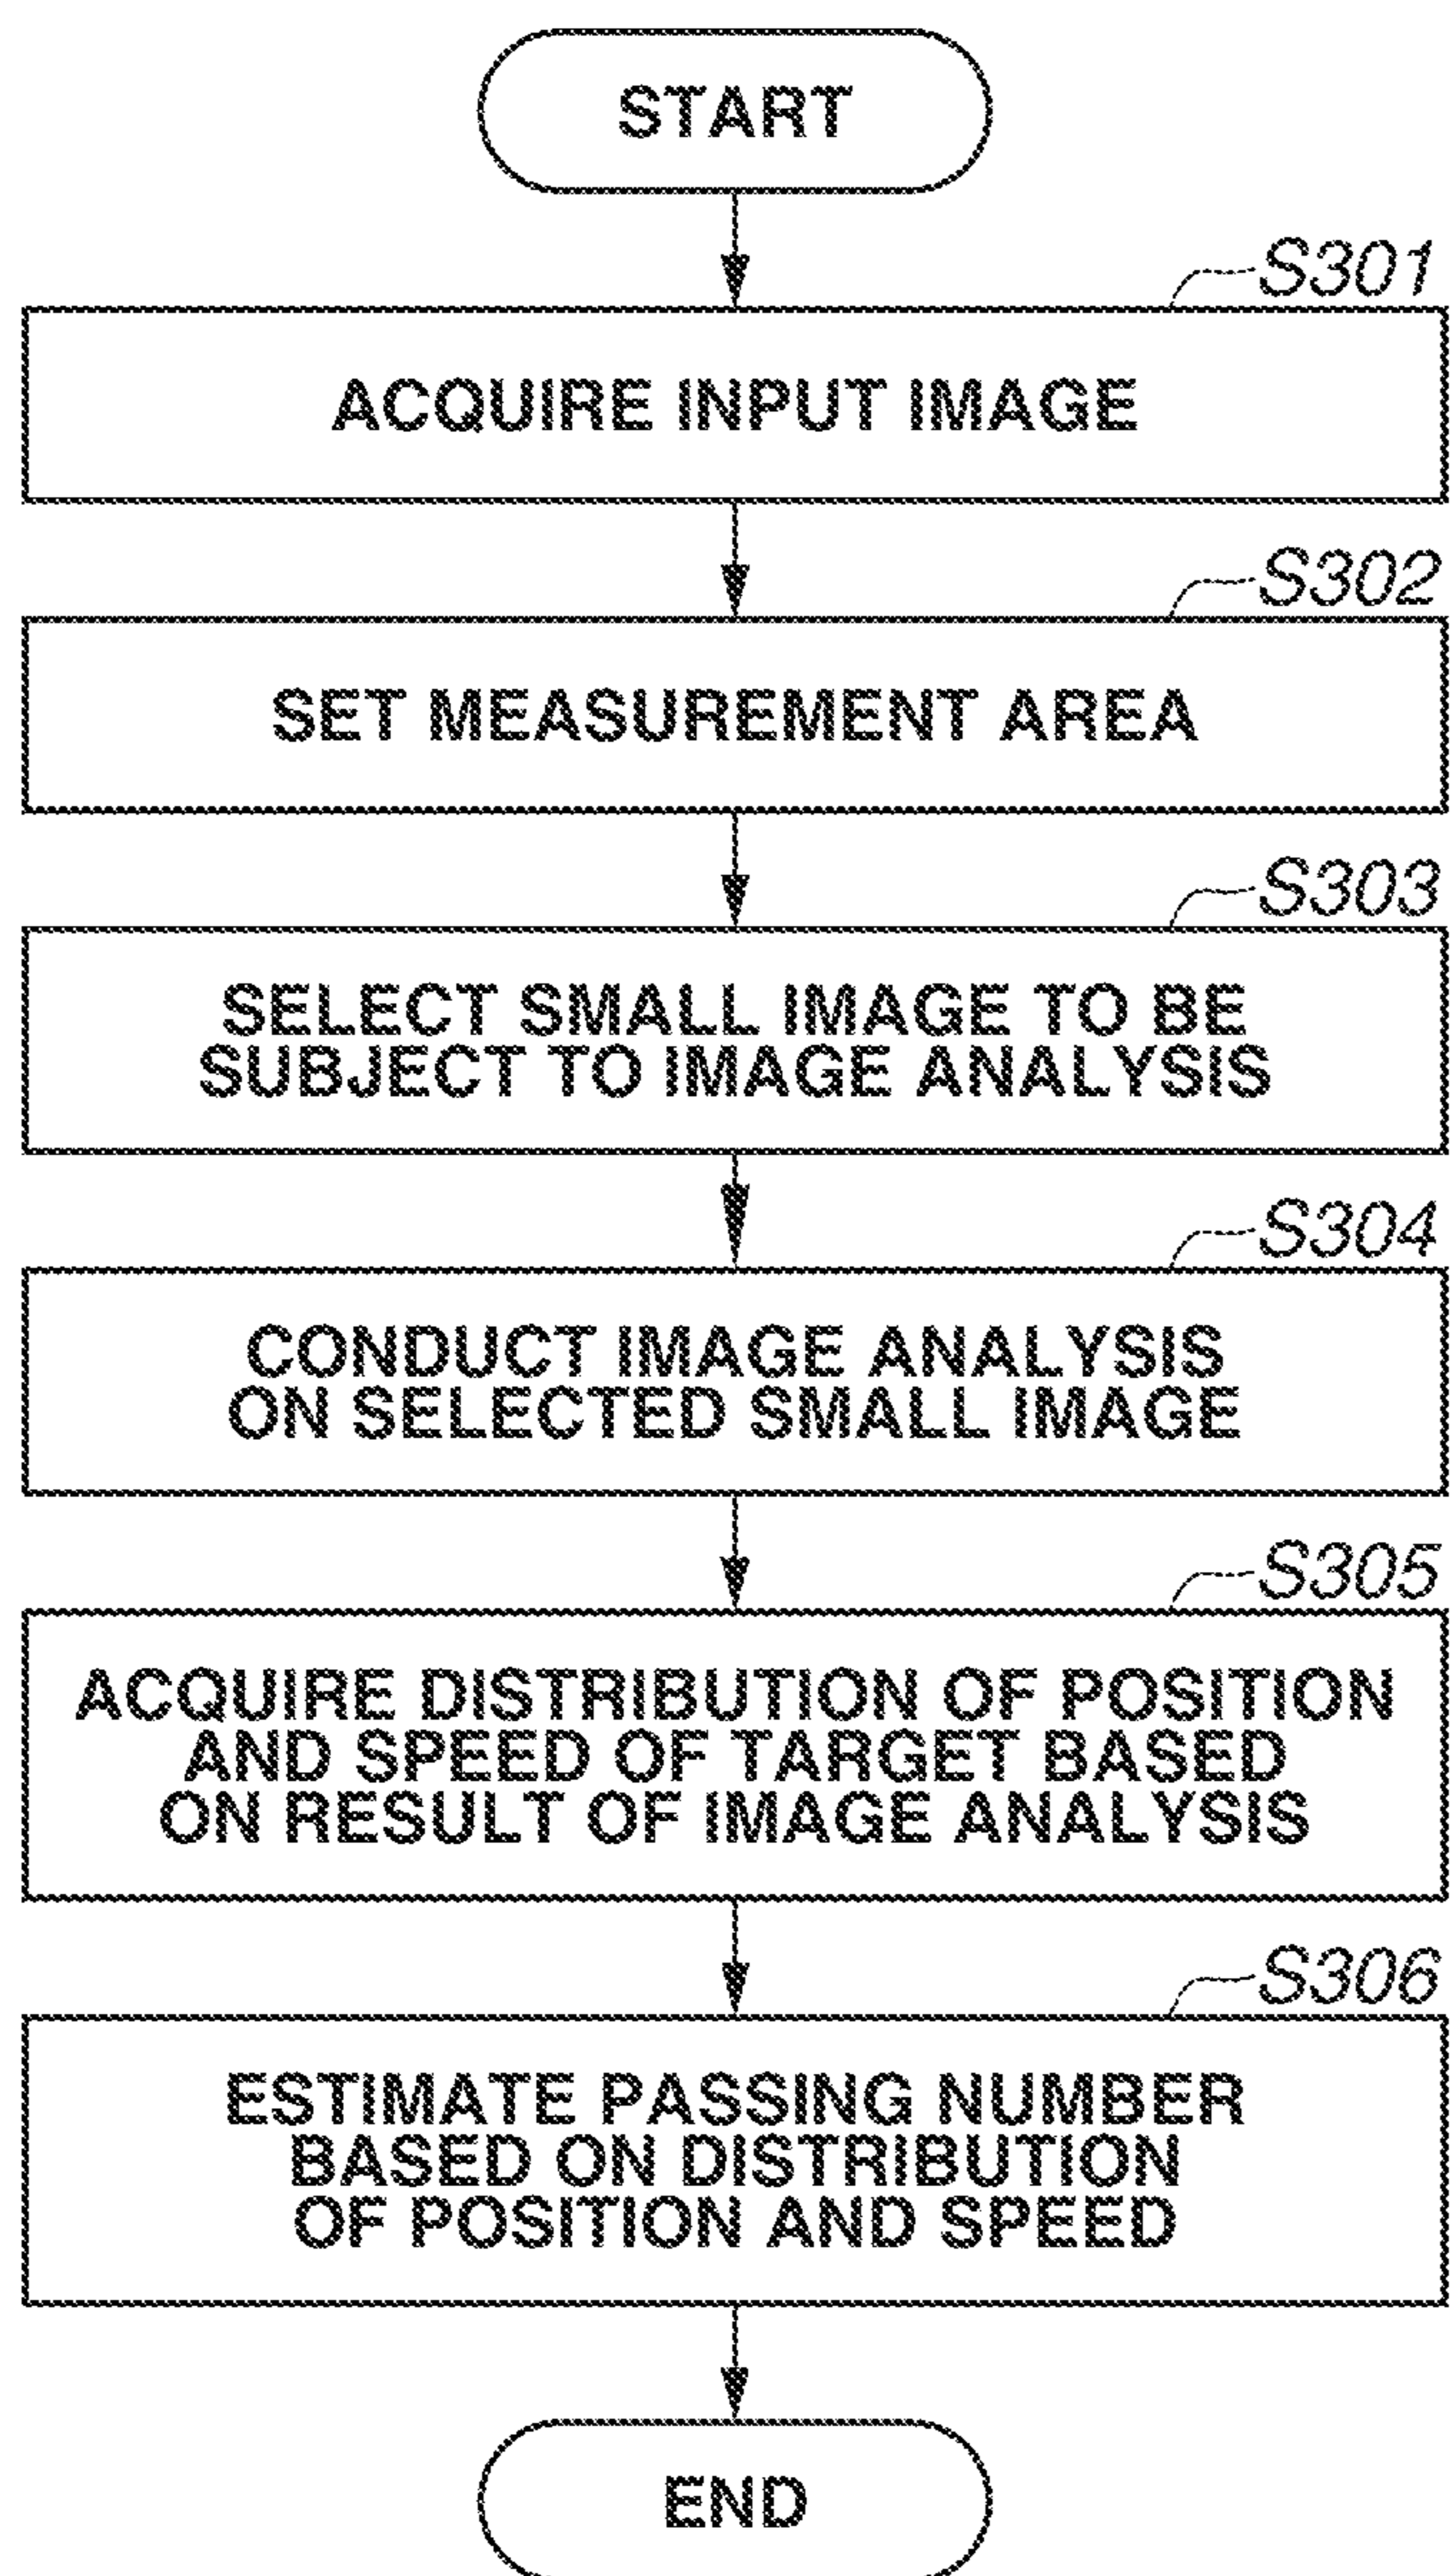 START
S301
ACQUIRE INPUT IMAGE
S302
SET MEASUREMENT AREA
S303
SELECT SMALL IMAGE TO BE
SUBJECT TO IMAGE ANALYSIS
S304
CONDUCT IMAGE ANALYSIS
ON SELECTED SMALL IMAGE
S305
ACQUIRE DISTRIBUTION OF POSITION
AND SPEED OF TARGET BASED
ON RESULT OF IMAGE ANALYSIS
S306
ESTIMATE PASSING NUMBER
BASED ON DISTRIBUTION
OF POSITION AND SPEED
END